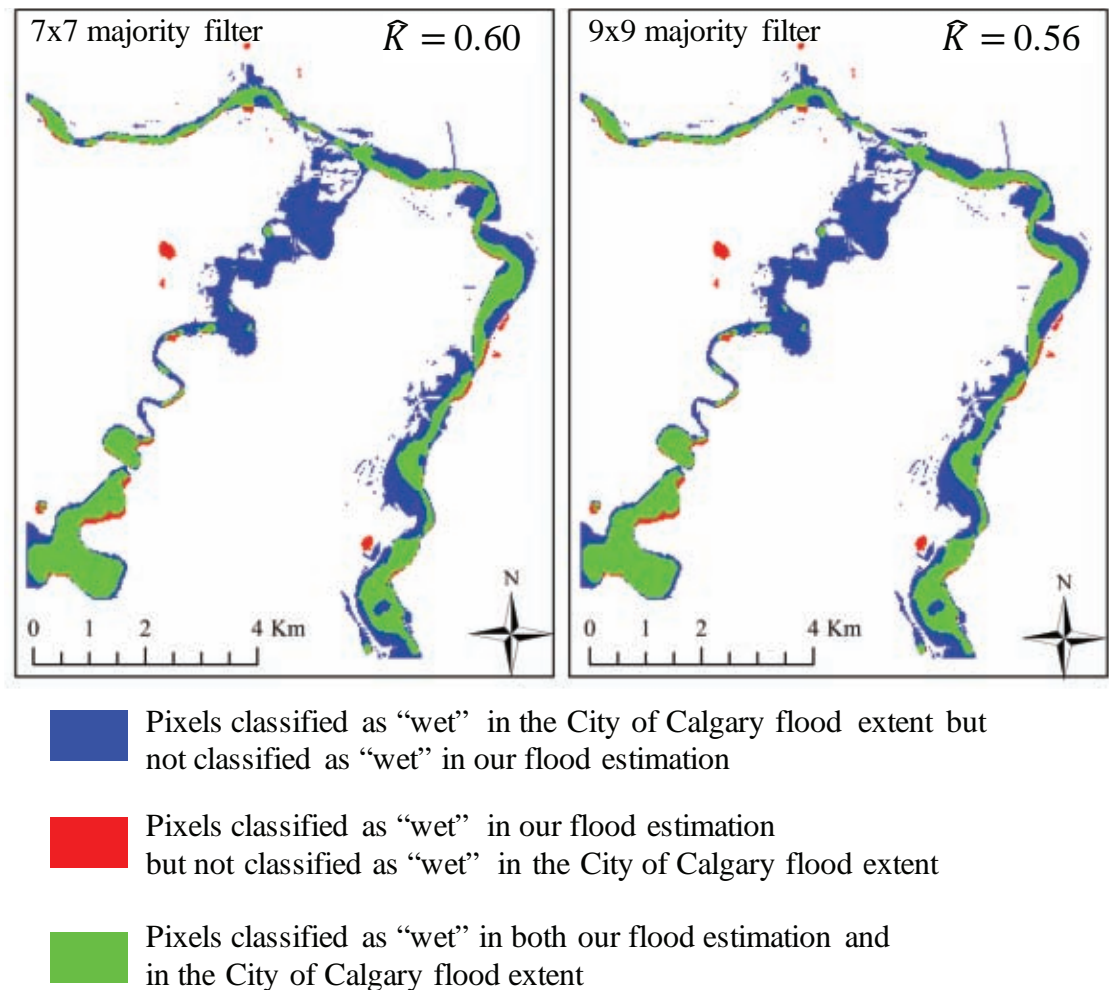 7x7 majority filter K̂ = 0.60
9x9 majority filter K̂ = 0.56
N
0 1 2 4 Km
N
0 1 2 4 Km
Pixels classified as “wet” in the City of Calgary flood extent but
not classified as “wet” in our flood estimation
Pixels classified as “wet” in our flood estimation
but not classified as “wet” in the City of Calgary flood extent
Pixels classified as “wet” in both our flood estimation and
in the City of Calgary flood extent